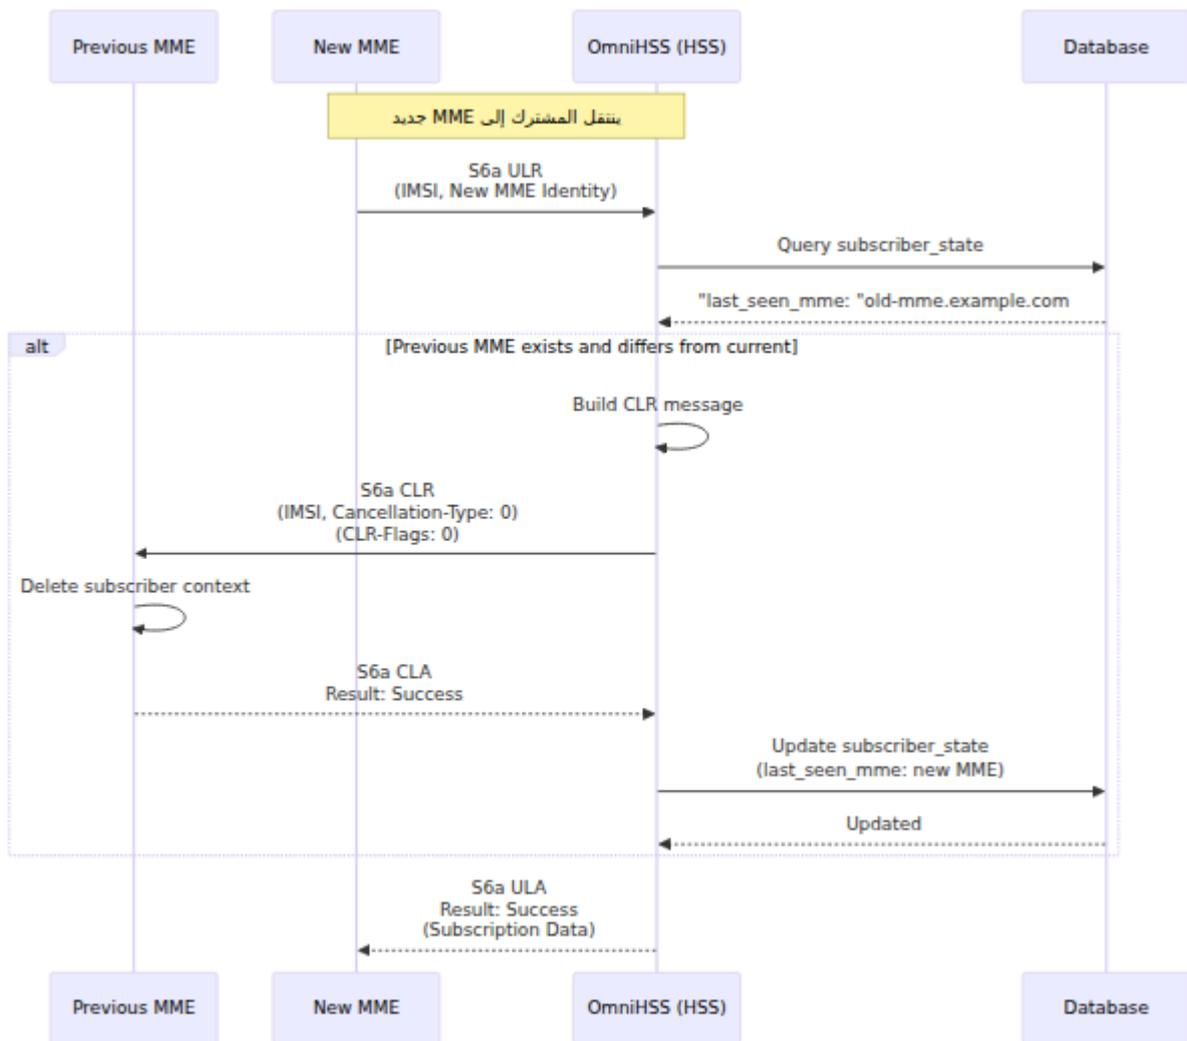 Previous MME
New MME
OmniHSS (HSS)
Database
ينتقل المشترك إلى MME جديد
S6a ULR
(IMSI, New MME Identity)
Query subscriber_state
"last_seen_mme: "old-mme.example.com
alt
[Previous MME exists and differs from current]
Build CLR message
S6a CLR
(IMSI, Cancellation-Type: 0)
(CLR-Flags: 0)
Delete subscriber context
S6a CLA
Result: Success
Update subscriber_state
(last_seen_mme: new MME)
Updated
S6a ULA
Result: Success
(Subscription Data)
Previous MME
New MME
OmniHSS (HSS)
Database